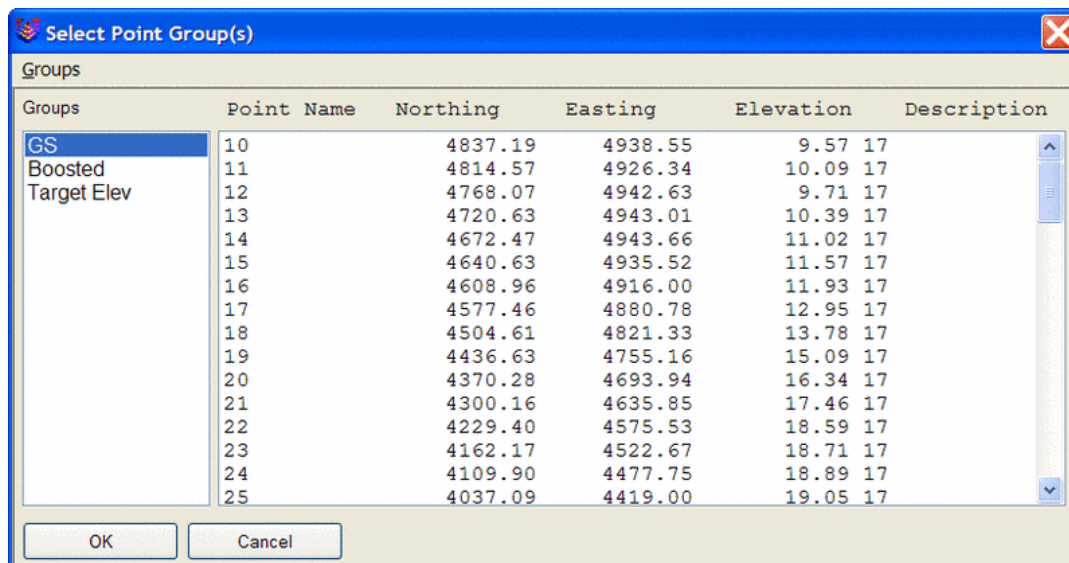 Select Point Group(s)
Groups
Groups Point Name Northing Easting Elevation Description
GS 10 4837.19 4938.55 9.57 17
Boosted 11 4814.57 4926.34 10.09 17
Target Elev 12 4768.07 4942.63 9.71 17
13 4720.63 4943.01 10.39 17
14 4672.47 4943.66 11.02 17
15 4640.63 4935.52 11.57 17
16 4608.96 4916.00 11.93 17
17 4577.46 4880.78 12.95 17
18 4504.61 4821.33 13.78 17
19 4436.63 4755.16 15.09 17
20 4370.28 4693.94 16.34 17
21 4300.16 4635.85 17.46 17
22 4229.40 4575.53 18.59 17
23 4162.17 4522.67 18.71 17
24 4109.90 4477.75 18.89 17
25 4037.09 4419.00 19.05 17
OK Cancel